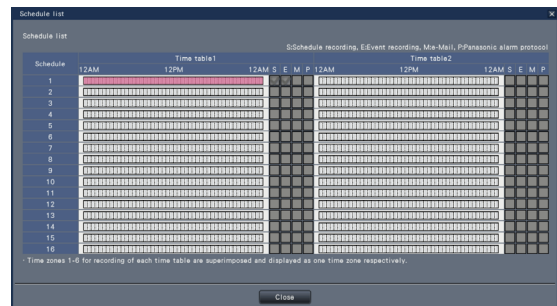 Schedule list ×
Schedule list
S:Schedule recording, E:Event recording, M:e-Mail, P:Panasonic alarm protocol
Schedule Time table1 Time table2
12AM 12PM 12AM S E M P 12AM 12PM 12AM S E M P
1
2
3
4
5
6
7
8
9
10
11
12
13
14
15
16
· Time zones 1-6 for recording of each time table are superimposed and displayed as one time zone respectively.
Close